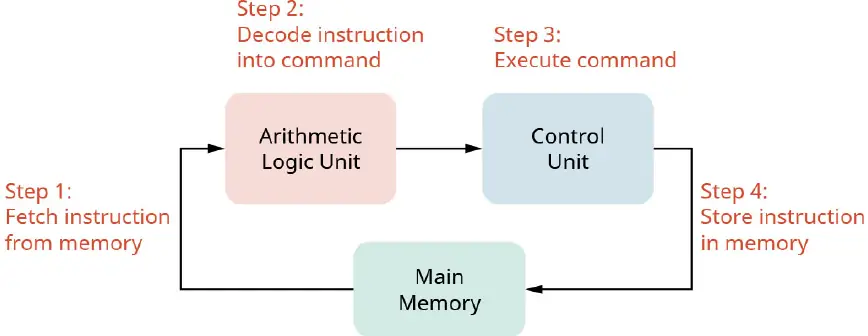 Step 2:
Decode instruction
into command
Step 3:
Execute command
Arithmetic
Logic Unit
Control
Unit
Step 1:
Fetch instruction
from memory
Step 4:
Store instruction
in memory
Main
Memory